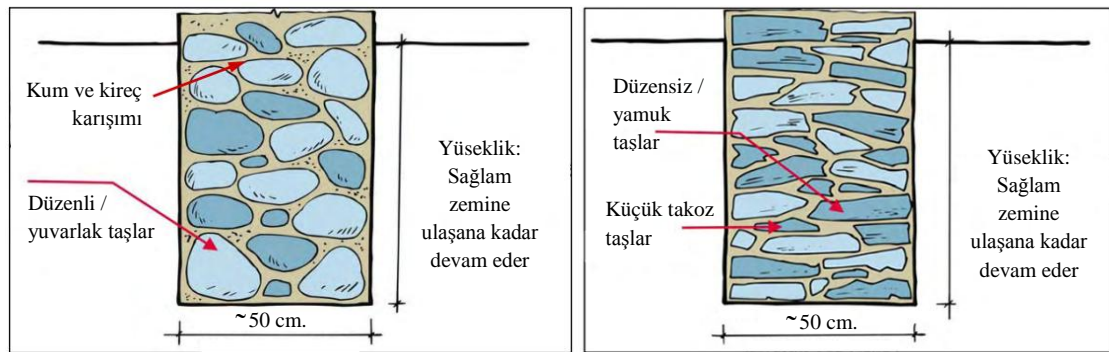 Kum ve kireç
karışımı
Düzenli /
yuvarlak taşlar
Yüseklik:
Sağlam
zemine
ulaşana kadar
devam eder
~50 cm.
Düzensiz /
yamuk
taşlar
Küçük takoz
taşlar
Yüseklik:
Sağlam
zemine
ulaşana kadar
devam eder
~50 cm.